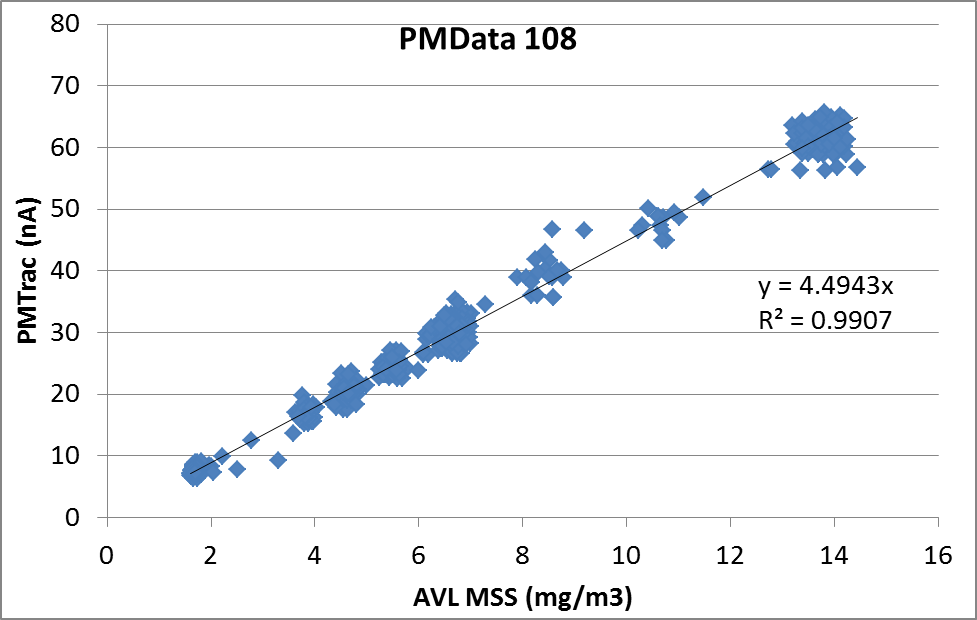 PMData 108
80
70
60
50
40
30
20
10
0
PMTrac (nA)
y = 4.4943x
R² = 0.9907
0 2 4 6 8 10 12 14 16
AVL MSS (mg/m3)